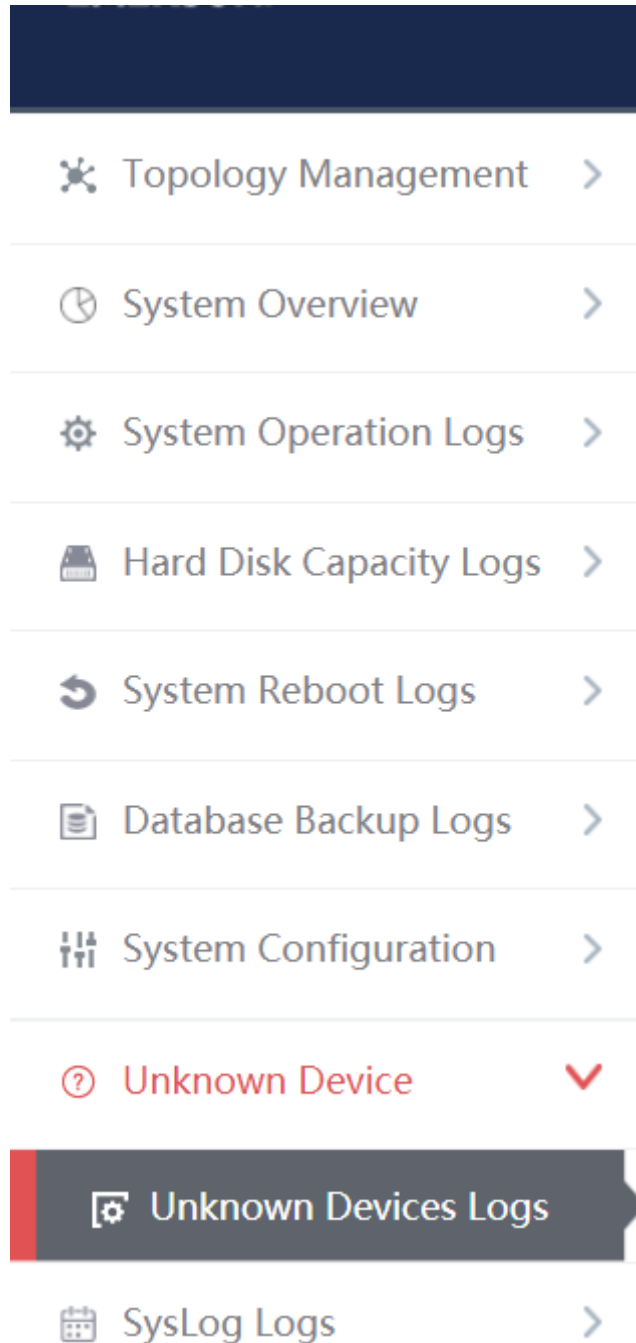 Topology Management
System Overview
System Operation Logs
Hard Disk Capacity Logs
System Reboot Logs
Database Backup Logs
System Configuration
Unknown Device
Unknown Devices Logs
SysLog Logs